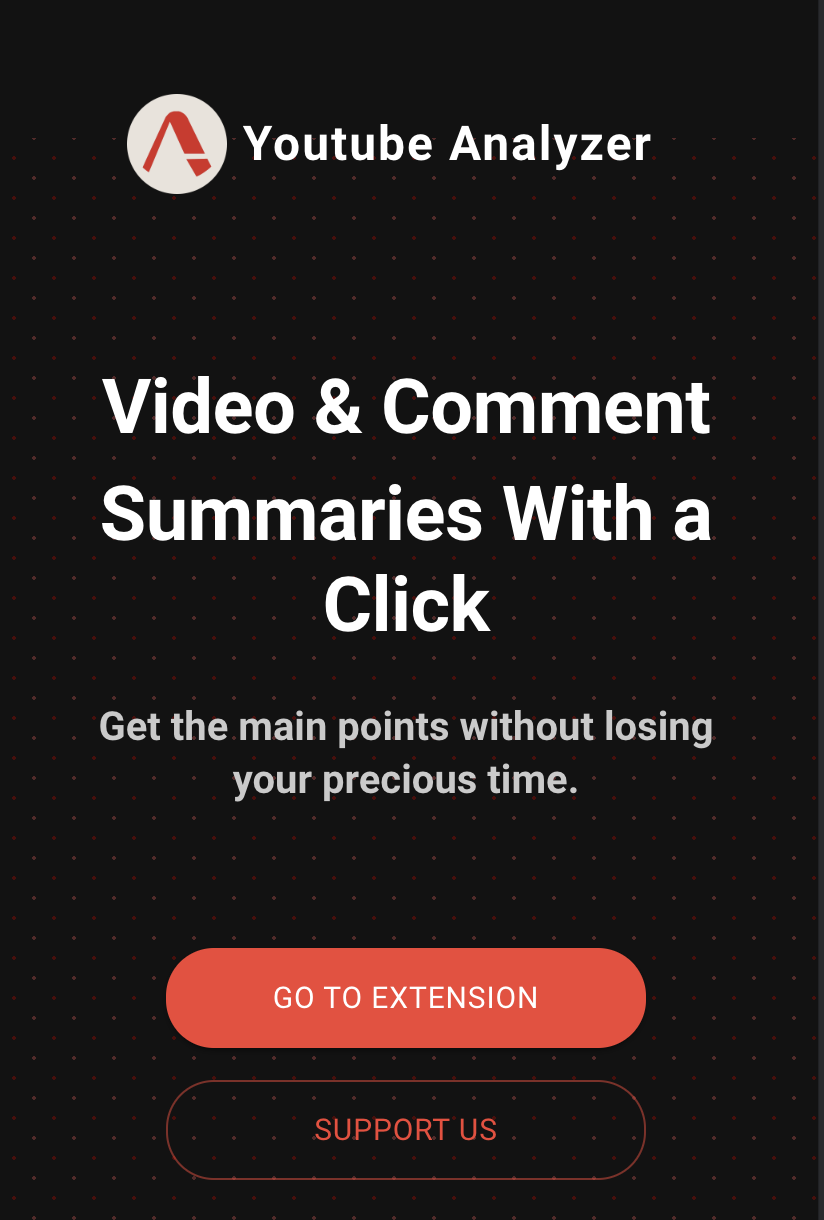 Youtube Analyzer
Video & Comment
Summaries With a
Click
Get the main points without losing
your precious time.
GO TO EXTENSION
SUPPORT US